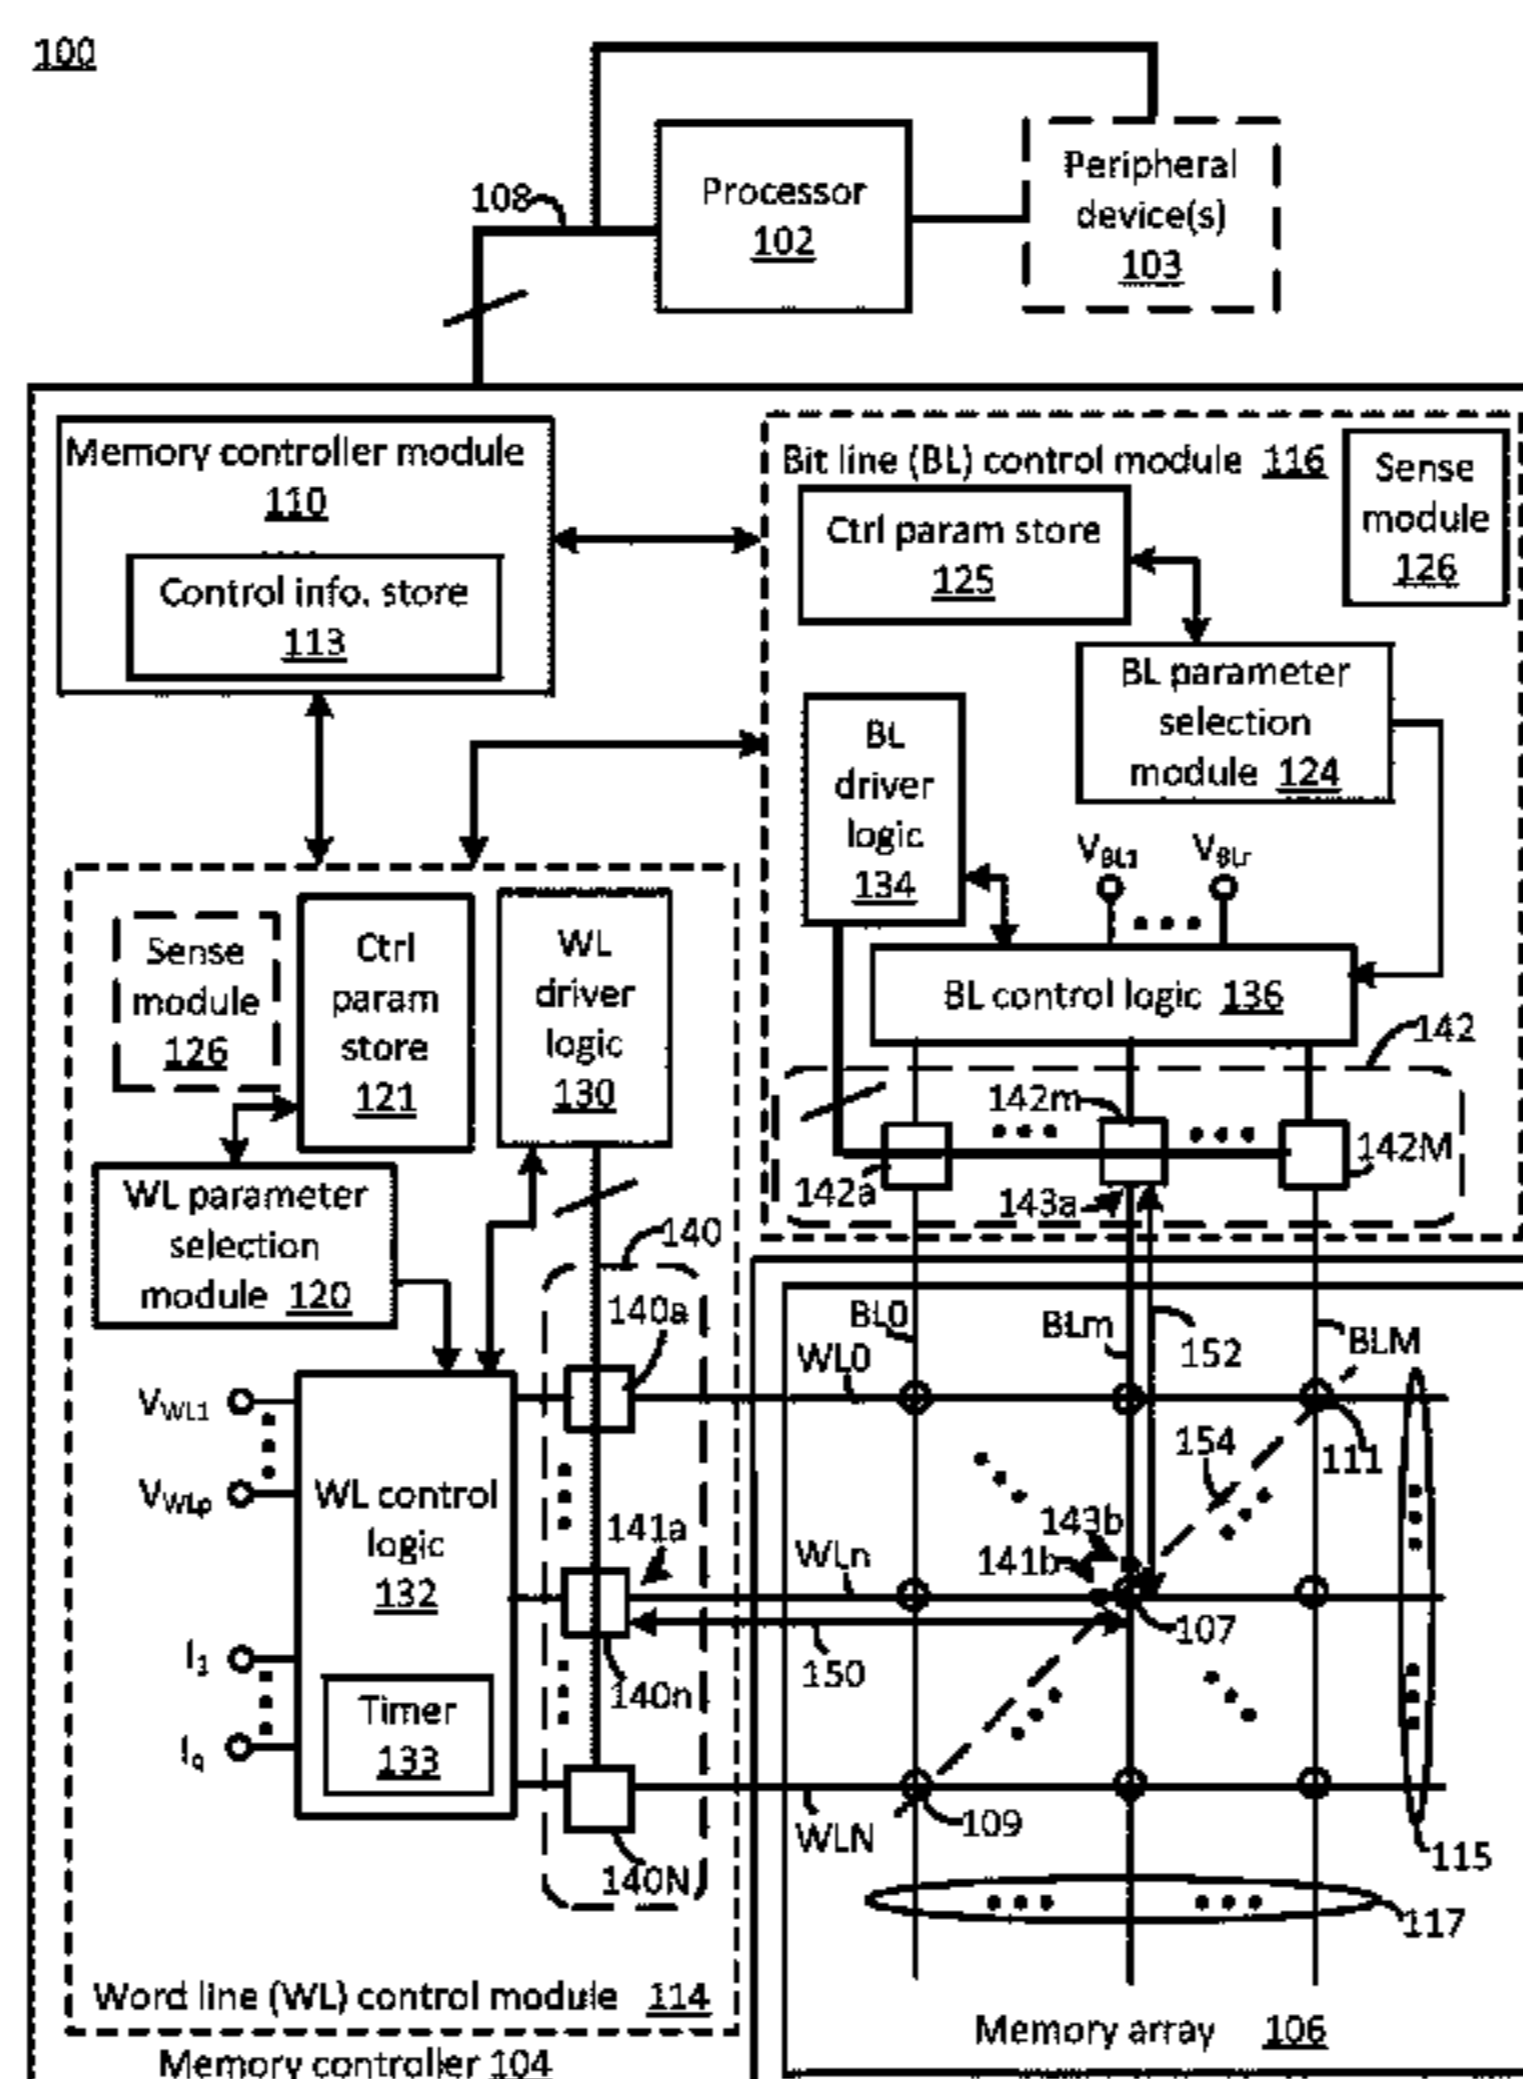 100
108
Processor
102
Peripheral
device(s)
103
Memory controller module
110
Control info. store
113
Bit line (BL) control module 116
Sense
module
126
Ctrl param store
125
BL parameter
selection
module 124
BL
driver
logic
134
VBL1
VBLr
BL control logic 136
142
142m
142a
143a
142M
Sense
module
126
Ctrl
param
store
121
WL
driver
logic
130
WL parameter
selection
module 120
140
140a
VWL1
VWLp
WL control
logic
132
I1
Iq
Timer
133
141a
140n
140N
BL0
BLm
152
BLM
WL0
154
111
143b
141b
WLn
107
150
109
WLN
115
117
Word line (WL) control module 114
Memory array 106
Memory controller 104